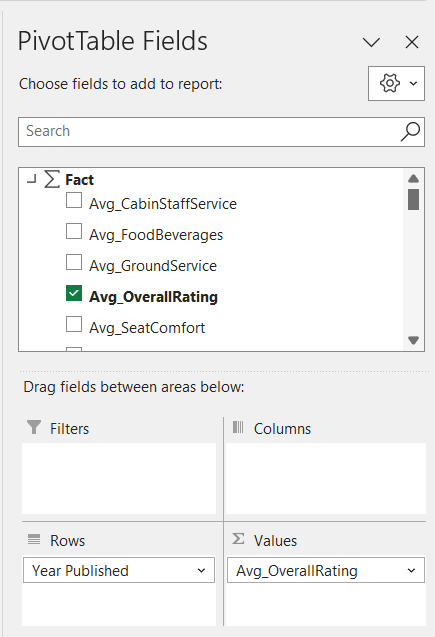 PivotTable Fields
Choose fields to add to report:
Search
Fact
Avg_CabinStaffService
Avg_FoodBeverages
Avg_GroundService
Avg_OverallRating
Avg_SeatComfort
Drag fields between areas below:
Filters
Columns
Rows
Values
Year Published
Avg_OverallRating